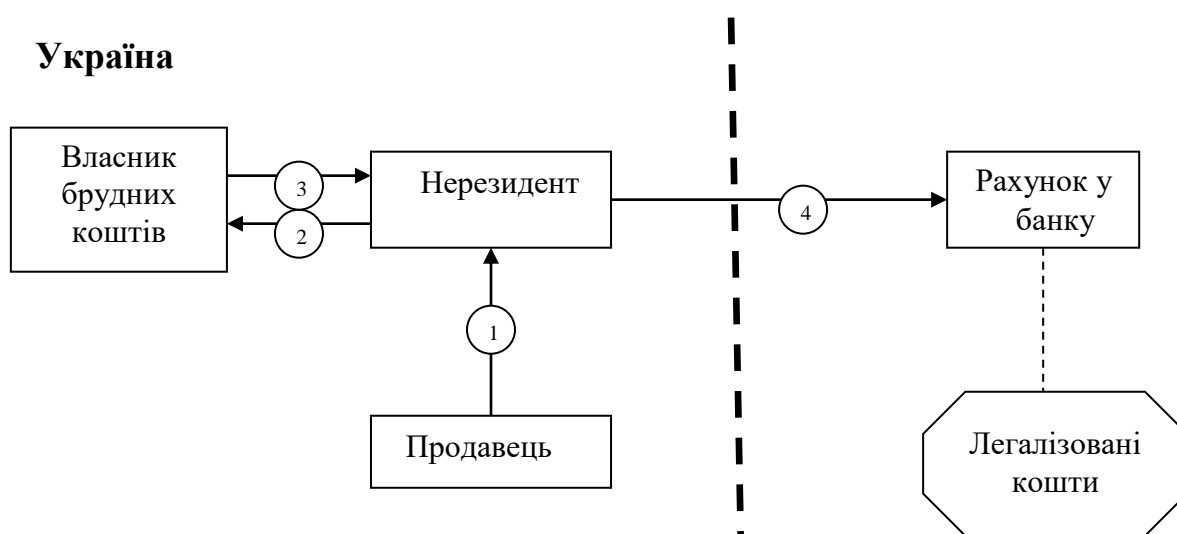 Україна
Власник
брудних
коштів
3
2
Нерезидент
4
Рахунок у
банку
1
Продавець
Легалізовані
кошти